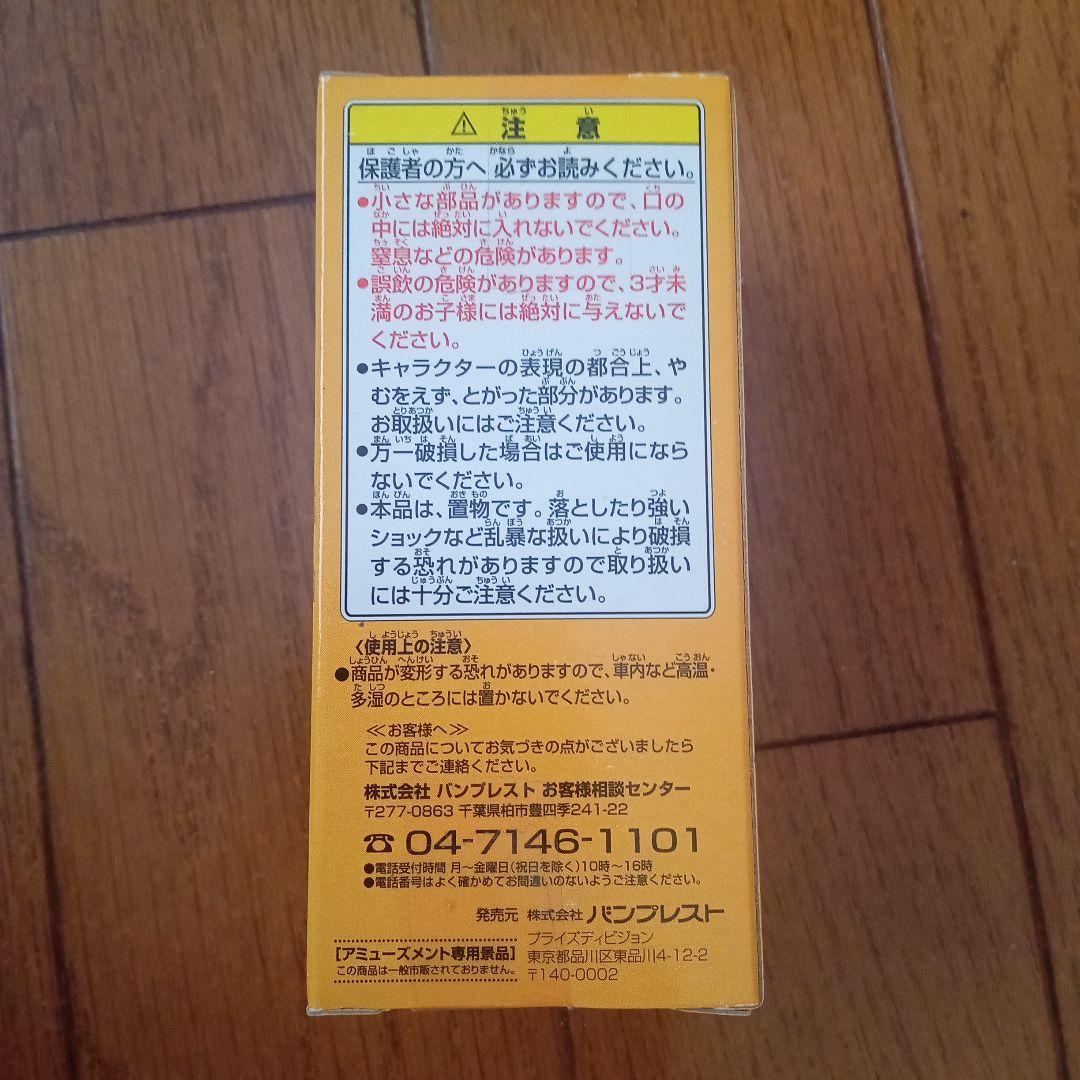 ⚠ 注意
保護者の方へ 必ずお読みください。
●小さな部品がありますので、口の
中には絶対に入れないでください。
窒息などの危険があります。
●誤飲の危険がありますので、3才未
満のお子様には絶対に与えないで
ください。
●キャラクターの表現の都合上、や
むをえず、とがった部分があります。
お取扱いにはご注意ください。
●万一破損した場合はご使用になら
ないでください。
●本品は、置物です。落としたり強い
ショックなど乱暴な扱いにより破損
する恐れがありますので取り扱い
には十分ご注意ください。
〈使用上の注意〉
●商品が変形する恐れがありますので、車内など高温・
多湿のところには置かないでください。
≪お客様へ≫
この商品についてお気づきの点がございましたら
下記までご連絡ください。
株式会社 バンプレスト お客様相談センター
〒277-0863 千葉県柏市豊四季241-22
☎ 04-7146-1101
●電話受付時間 月〜金曜日(祝日を除く)10時〜16時
●電話番号はよく確かめてお間違いのないようご注意ください。
発売元 株式会社 バンプレスト
プライズディビジョン
東京都品川区東品川4-12-2
〒140-0002
[アミューズメント専用景品]
この商品は一般市販されておりません。